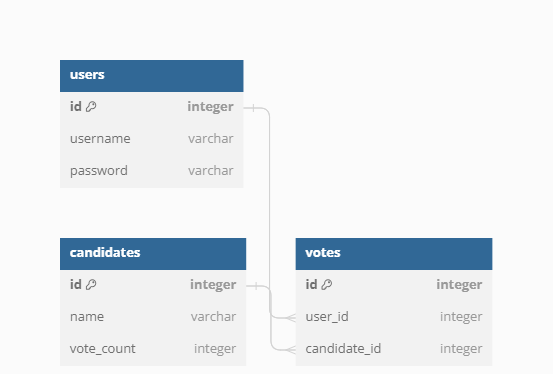 users
id integer
username varchar
password varchar
candidates
id integer
name varchar
vote_count integer
votes
id integer
user_id integer
candidate_id integer